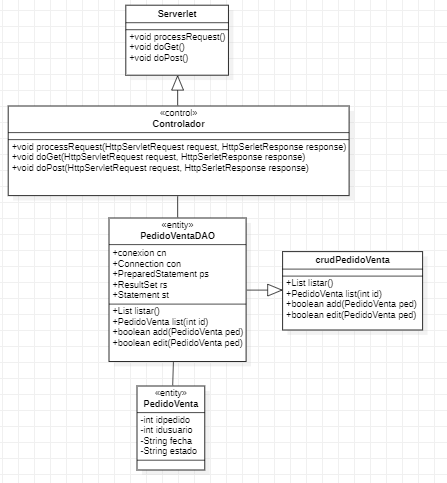 Serverlet
+void processRequest()
+void doGet()
+void doPost()
«control»
Controlador
+void processRequest(HttpServletRequest request, HttpSerletResponse response)
+void doGet(HttpServletRequest request, HttpSerletResponse response)
+void doPost(HttpServletRequest request, HttpSerletResponse response)
«entity»
PedidoVentaDAO
+conexion cn
+Connection con
+PreparedStatement ps
+ResultSet rs
+Statement st
+List listar()
+PedidoVenta list(int id)
+boolean add(PedidoVenta ped)
+boolean edit(PedidoVenta ped)
crudPedidoVenta
+List listar()
+PedidoVenta list(int id)
+boolean add(PedidoVenta ped)
+boolean edit(PedidoVenta ped)
«entity»
PedidoVenta
-int idpedido
-int idusuario
-String fecha
-String estado